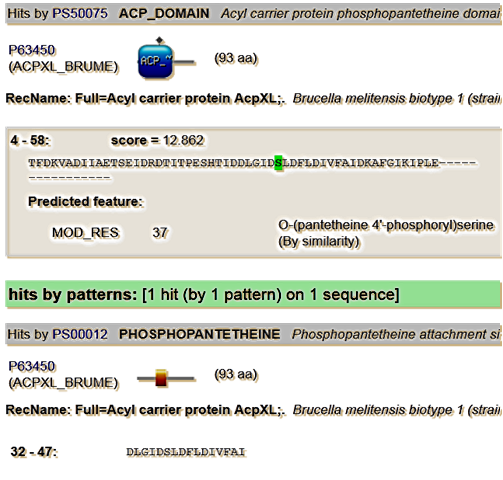 Hits by PS50075 ACP_DOMAIN Acyl carrier protein phosphopantetheine domai
P63450
(ACPXL_BRUME)
ACP_~
(93 aa)
RecName: Full=Acyl carrier protein AcpXL;. Brucella melitensis biotype 1 (strai
4 - 58: score = 12.862
TFDKVADIIAETSEIDRDTITPESHTIDDLGIDSLDFLDIVFAIDKAFGIKIPLE-----
-----------
Predicted feature:
MOD_RES 37 O-(pantetheine 4'-phosphoryl)serine
(By similarity)
hits by patterns: [1 hit (by 1 pattern) on 1 sequence]
Hits by PS00012 PHOSPHOPANTETHEINE Phosphopantetheine attachment si
P63450
(ACPXL_BRUME)
(93 aa)
RecName: Full=Acyl carrier protein AcpXL;. Brucella melitensis biotype 1 (strai
32 - 47: DLGIDSLDFLDIVFAI